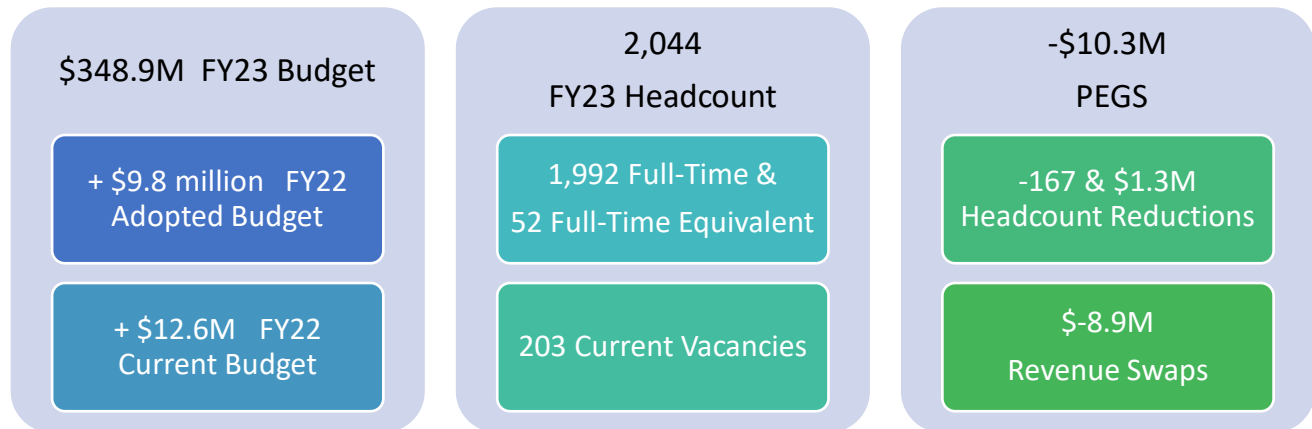 $348.9M FY23 Budget
+ $9.8 million FY22
Adopted Budget
+ $12.6M FY22
Current Budget
2,044
FY23 Headcount
1,992 Full-Time &
52 Full-Time Equivalent
203 Current Vacancies
-$10.3M
PEGS
-167 & $1.3M
Headcount Reductions
$-8.9M
Revenue Swaps